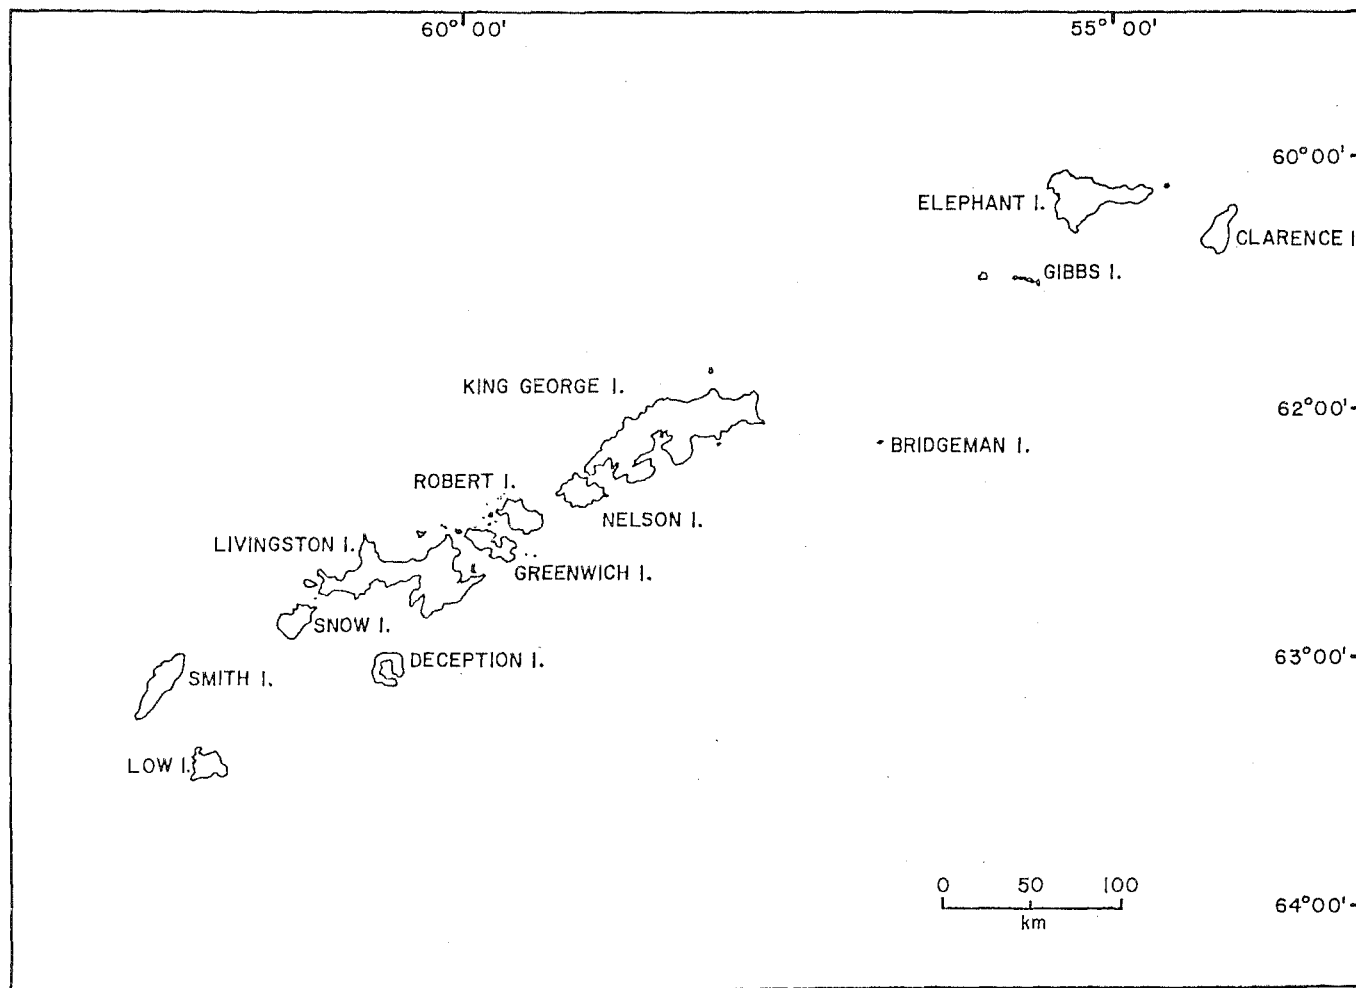 60°00'
55°00'
60°00'
ELEPHANT I.
CLARENCE I
GIBBS I.
KING GEORGE I.
62°00'
BRIDGEMAN I.
ROBERT I.
NELSON I.
LIVINGSTON I.
GREENWICH I.
SNOW I.
DECEPTION I.
63°00'
SMITH I.
LOW I.
0 50 100
km
64°00'